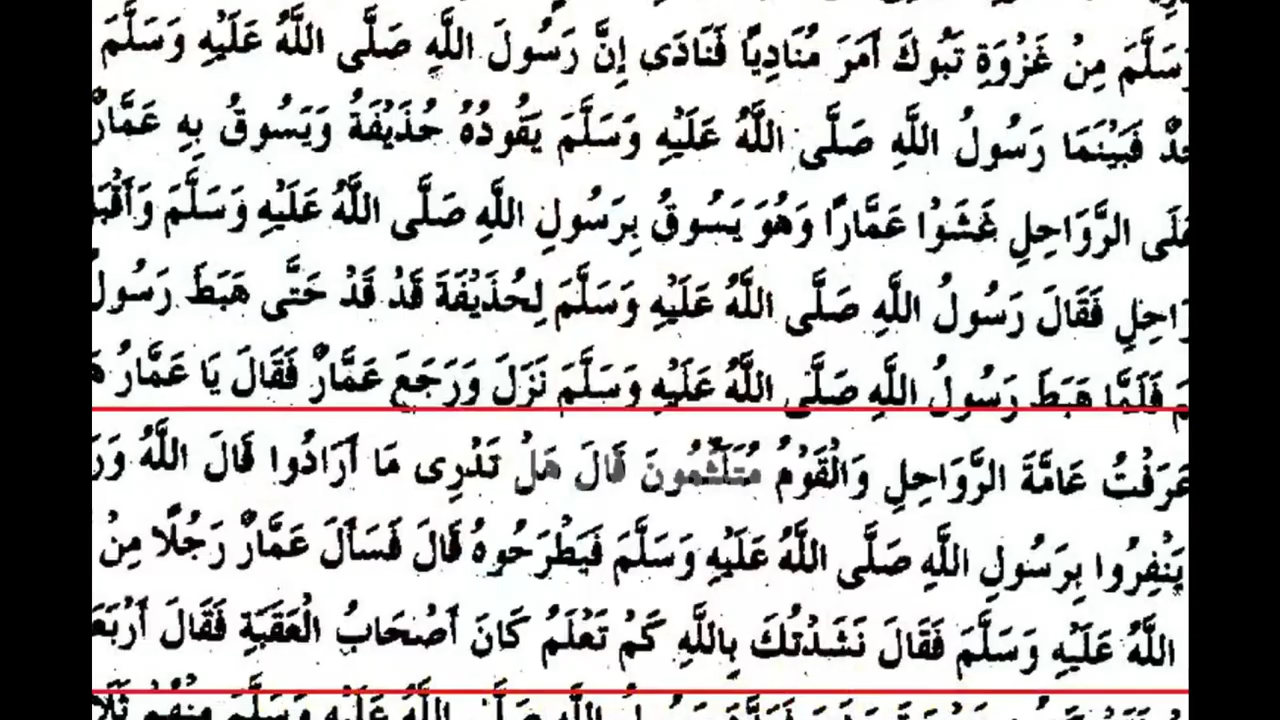 وَسَلَّمَ مِنْ غَزْوَةِ تَبُوكَ أَمَرَ مُنَادِيًا فَنَادَى إِنَّ رَسُولَ اللَّهِ صَلَّى اللَّهُ عَلَيْهِ وَسَلَّمَ
فَبَيْنَمَا رَسُولُ اللَّهِ صَلَّى اللَّهُ عَلَيْهِ وَسَلَّمَ يَقُودُهُ حُذَيْفَةُ وَيَسُوقُ بِهِ عَمَّارٌ
عَلَى الرَّوَاحِلِ غَشَوْا عَمَّارًا وَهُوَ يَسُوقُ بِرَسُولِ اللَّهِ صَلَّى اللَّهُ عَلَيْهِ وَسَلَّمَ
فَقَالَ رَسُولُ اللَّهِ صَلَّى اللَّهُ عَلَيْهِ وَسَلَّمَ لِحُذَيْفَةَ قَدْ قَدْ حَتَّى هَبَطَ رَسُولُ
فَلَمَّا هَبَطَ رَسُولُ اللَّهِ صَلَّى اللَّهُ عَلَيْهِ وَسَلَّمَ نَزَلَ وَرَجَعَ عَمَّارٌ فَقَالَ يَا عَمَّارُ
عَرَفْتُ عَامَّةَ الرَّوَاحِلِ وَالْقَوْمُ مُتَلَثِّمُونَ قَالَ هَلْ تَدْرِى مَا أَرَادُوا قَالَ اللَّهُ
يَنْفِرُوا بِرَسُولِ اللَّهِ صَلَّى اللَّهُ عَلَيْهِ وَسَلَّمَ فَيَطْرَحُوهُ قَالَ فَسَأَلَ عَمَّارٌ رَجُلًا مِنْ
اللَّهُ عَلَيْهِ وَسَلَّمَ فَقَالَ نَشَدْتُكَ بِاللَّهِ كَمْ تَعْلَمُ كَانَ أَصْحَابُ الْعَقَبَةِ فَقَالَ